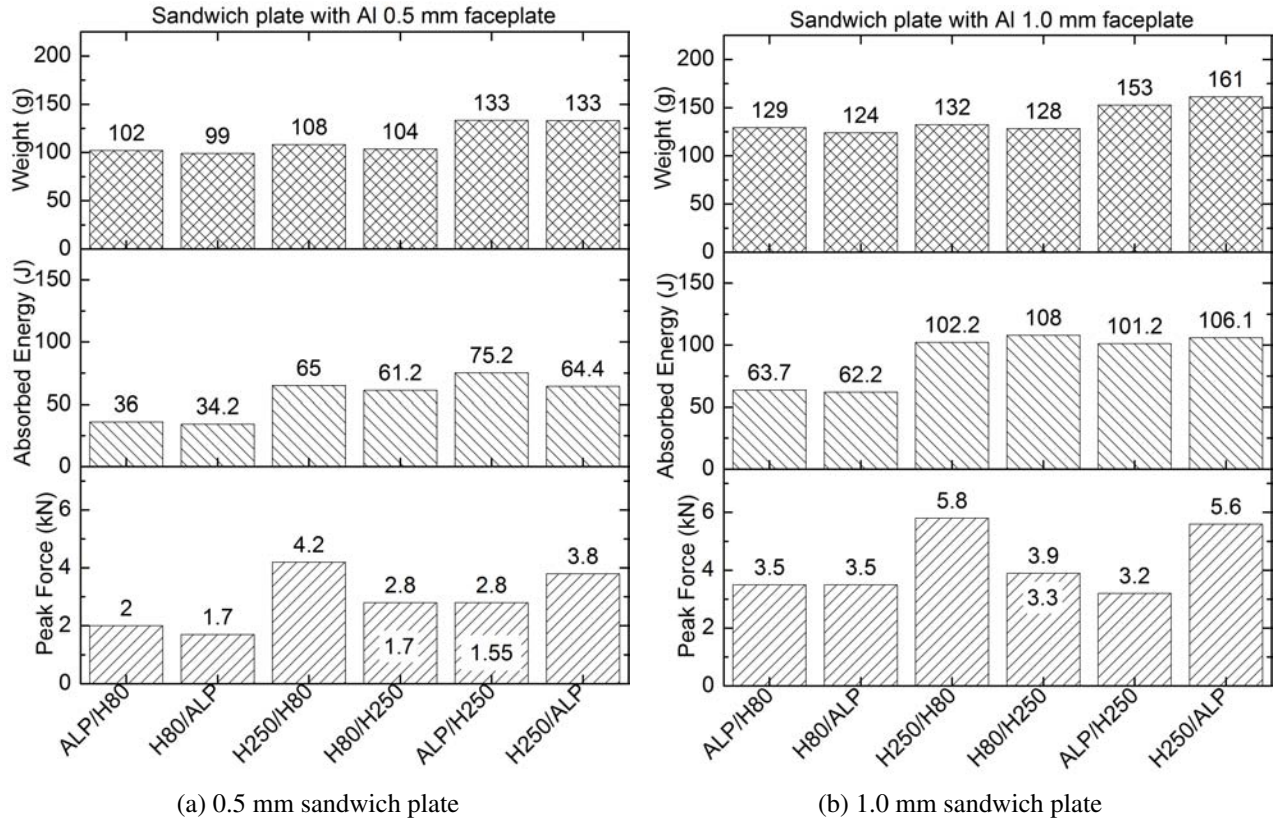 Sandwich plate with Al 0.5 mm faceplate
Weight (g)
200
150
100
50
0
102
99
108
104
133
133
Absorbed Energy (J)
150
100
50
0
36
34.2
65
61.2
75.2
64.4
Peak Force (kN)
6
4
2
0
2
1.7
4.2
2.8
1.7
2.8
1.55
3.8
ALP/H80
H80/ALP
H250/H80
H80/H250
ALP/H250
H250/ALP
(a) 0.5 mm sandwich plate
Sandwich plate with Al 1.0 mm faceplate
Weight (g)
200
150
100
50
0
129
124
132
128
153
161
Absorbed Energy (J)
150
100
50
0
63.7
62.2
102.2
108
101.2
106.1
Peak Force (kN)
6
4
2
0
3.5
3.5
5.8
3.9
3.3
3.2
5.6
ALP/H80
H80/ALP
H250/H80
H80/H250
ALP/H250
H250/ALP
(b) 1.0 mm sandwich plate